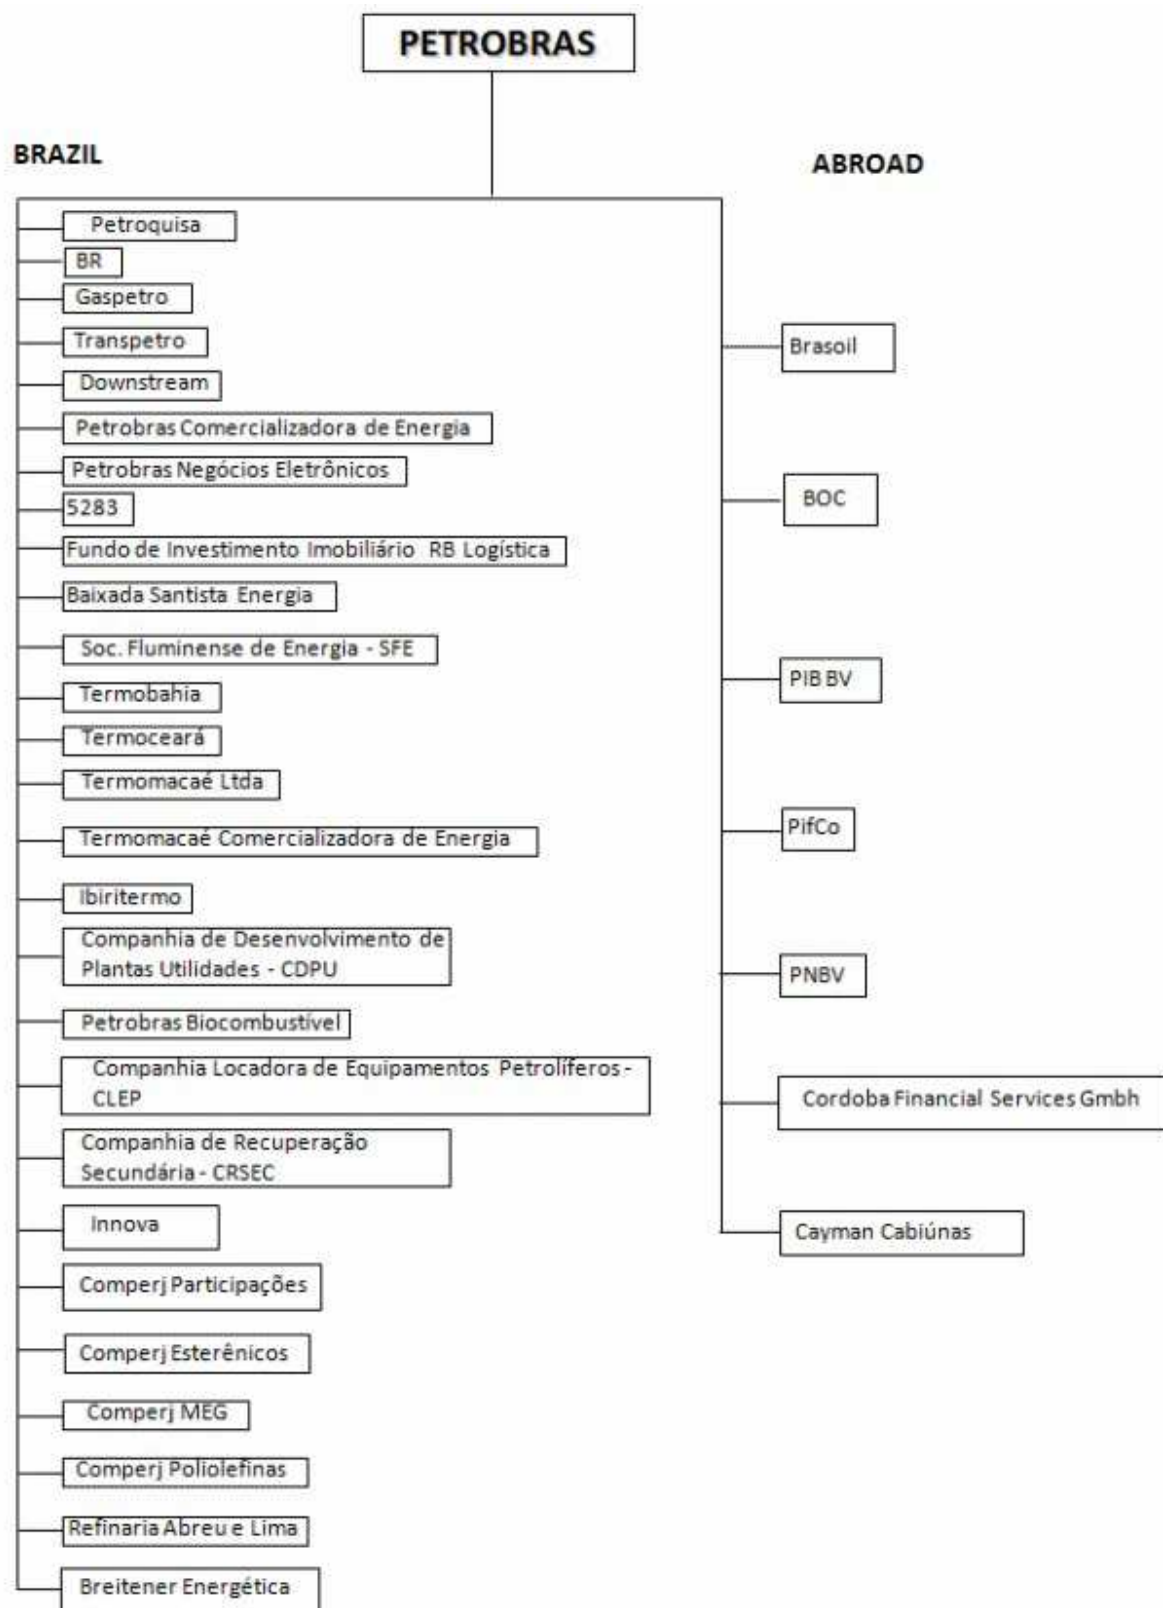 PETROBRAS
BRAZIL
ABROAD
Petroquisa
BR
Gaspetro
Transpetro
Downstream
Petrobras Comercializadora de Energia
Petrobras Negócios Eletrônicos
5283
Fundo de Investimento Imobiliário RB Logística
Baixada Santista Energia
Soc. Fluminense de Energia - SFE
Termobahia
Termoceará
Termomacaé Ltda
Termomacaé Comercializadora de Energia
Ibiritermo
Companhia de Desenvolvimento de
Plantas Utilidades - CDPU
Petrobras Biocombustível
Companhia Locadora de Equipamentos Petrolíferos -
CLEP
Companhia de Recuperação
Secundária - CRSEC
Innova
Comperj Participações
Comperj Esterênicos
Comperj MEG
Comperj Poliolefinas
Refinaria Abreu e Lima
Breitener Energética
Brasoil
BOC
PIB BV
PifCo
PNBV
Cordoba Financial Services Gmbh
Cayman Cabiúnas